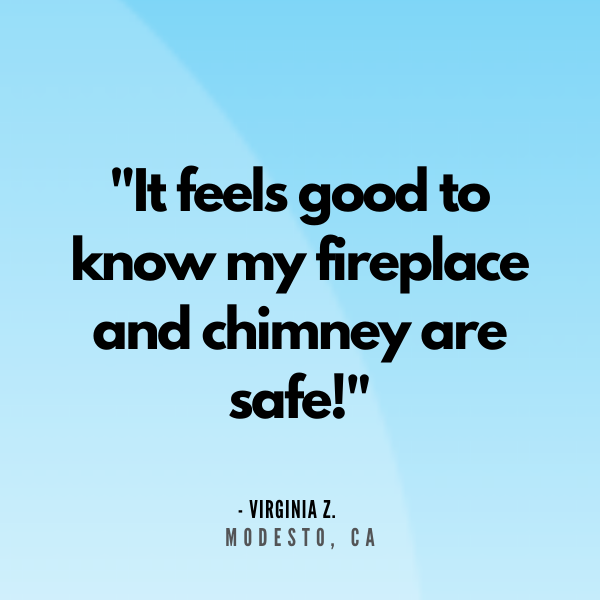 "It feels good to
know my fireplace
and chimney are
safe!"
- VIRGINIA Z.
MODESTO, CA